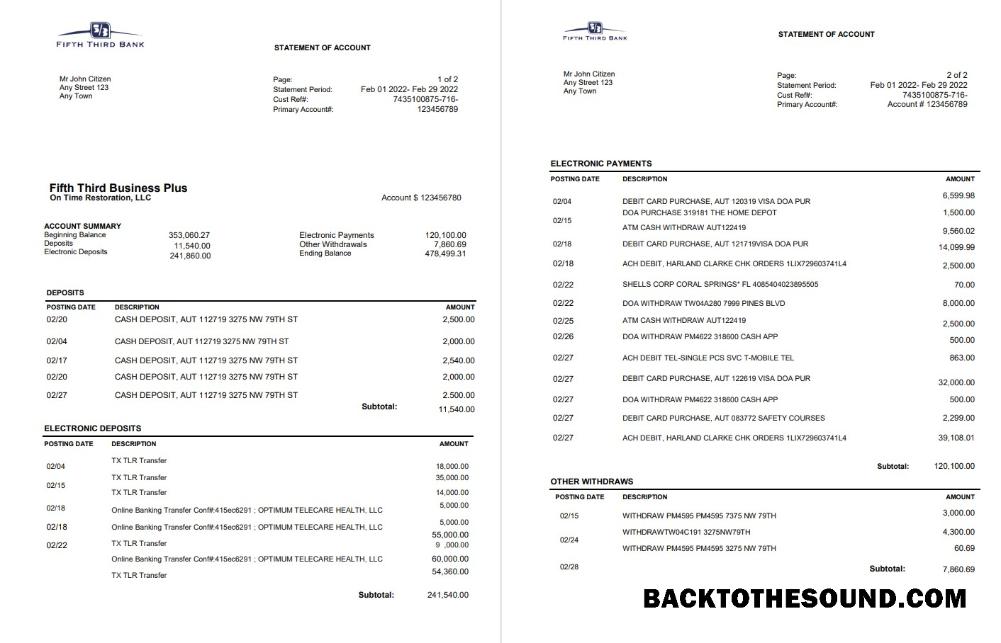 FIFTH THIRD BANK
STATEMENT OF ACCOUNT
Mr John Citizen
Any Street 123
Any Town
Page: 1 of 2
Statement Period: Feb 01 2022- Feb 29 2022
Cust Ref#: 7435100875-716-
Primary Account#: 123456789
Fifth Third Business Plus
On Time Restoration, LLC Account $ 123456780
ACCOUNT SUMMARY
Beginning Balance 353,060.27 Electronic Payments 120,100.00
Deposits 11,540.00 Other Withdrawals 7,860.69
Electronic Deposits 241,860.00 Ending Balance 478,499.31
DEPOSITS
POSTING DATE DESCRIPTION AMOUNT
02/20 CASH DEPOSIT, AUT 112719 3275 NW 79TH ST 2,500.00
02/04 CASH DEPOSIT, AUT 112719 3275 NW 79TH ST 2,000.00
02/17 CASH DEPOSIT, AUT 112719 3275 NW 79TH ST 2,540.00
02/20 CASH DEPOSIT, AUT 112719 3275 NW 79TH ST 2,000.00
02/27 CASH DEPOSIT, AUT 112719 3275 NW 79TH ST 2.500.00
Subtotal: 11,540.00
ELECTRONIC DEPOSITS
POSTING DATE DESCRIPTION AMOUNT
02/04 TX TLR Transfer 18,000.00
02/15 TX TLR Transfer 35,000.00
TX TLR Transfer 14,000.00
02/18 Online Banking Transfer Conf#:415ec6291 ; OPTIMUM TELECARE HEALTH, LLC 5,000.00
02/18 Online Banking Transfer Conf#:415ec6291 ; OPTIMUM TELECARE HEALTH, LLC 5,000.00
55,000.00
02/22 TX TLR Transfer 9 ,000.00
Online Banking Transfer Conf#:415ec6291 ; OPTIMUM TELECARE HEALTH, LLC 60,000.00
TX TLR Transfer 54,360.00
Subtotal: 241,540.00
FIFTH THIRD BANK
STATEMENT OF ACCOUNT
Mr John Citizen
Any Street 123
Any Town
Page: 2 of 2
Statement Period: Feb 01 2022- Feb 29 2022
Cust Ref#: 7435100875-716-
Primary Account#: Account # 123456789
ELECTRONIC PAYMENTS
POSTING DATE DESCRIPTION AMOUNT
02/04 DEBIT CARD PURCHASE, AUT 120319 VISA DOA PUR 6,599.98
02/15 DOA PURCHASE 319181 THE HOME DEPOT 1,500.00
ATM CASH WITHDRAW AUT122419 9,560.02
02/18 DEBIT CARD PURCHASE, AUT 121719VISA DOA PUR 14,099.99
02/18 ACH DEBIT, HARLAND CLARKE CHK ORDERS 1LIX729603741L4 2,500.00
02/22 SHELLS CORP CORAL SPRINGS* FL 4085404023895505 70.00
02/22 DOA WITHDRAW TW04A280 7999 PINES BLVD 8,000.00
02/25 ATM CASH WITHDRAW AUT122419 2,500.00
02/26 DOA WITHDRAW PM4622 318600 CASH APP 500.00
02/27 ACH DEBIT TEL-SINGLE PCS SVC T-MOBILE TEL 863.00
02/27 DEBIT CARD PURCHASE, AUT 122619 VISA DOA PUR 32,000.00
02/27 DOA WITHDRAW PM4622 318600 CASH APP 500.00
02/27 DEBIT CARD PURCHASE, AUT 083772 SAFETY COURSES 2,299.00
02/27 ACH DEBIT, HARLAND CLARKE CHK ORDERS 1LIX729603741L4 39,108.01
Subtotal: 120,100.00
OTHER WITHDRAWS
POSTING DATE DESCRIPTION AMOUNT
02/15 WITHDRAW PM4595 PM4595 7375 NW 79TH 3,000.00
02/24 WITHDRAWTW04C191 3275NW79TH 4,300.00
WITHDRAW PM4595 PM4595 3275 NW 79TH 60.69
02/28 Subtotal: 7,860.69
BACKTOTHESOUND.COM